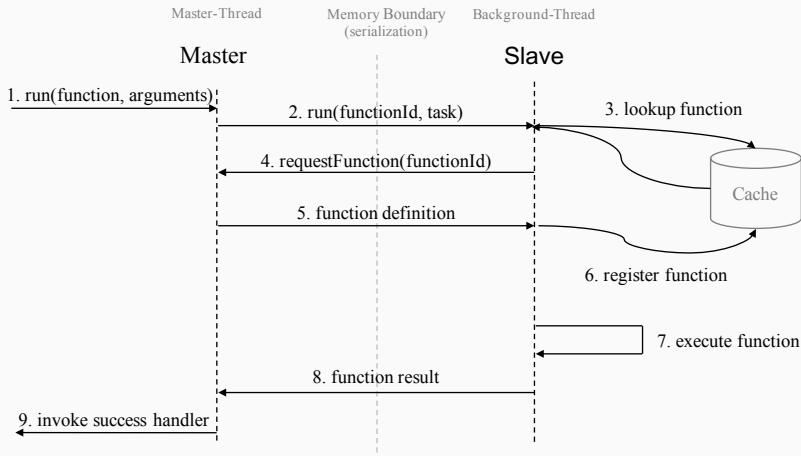 Master-Thread
Memory Boundary
(serialization)
Background-Thread
Master
Slave
1. run(function, arguments)
2. run(functionId, task)
3. lookup function
4. requestFunction(functionId)
Cache
5. function definition
6. register function
7. execute function
8. function result
9. invoke success handler